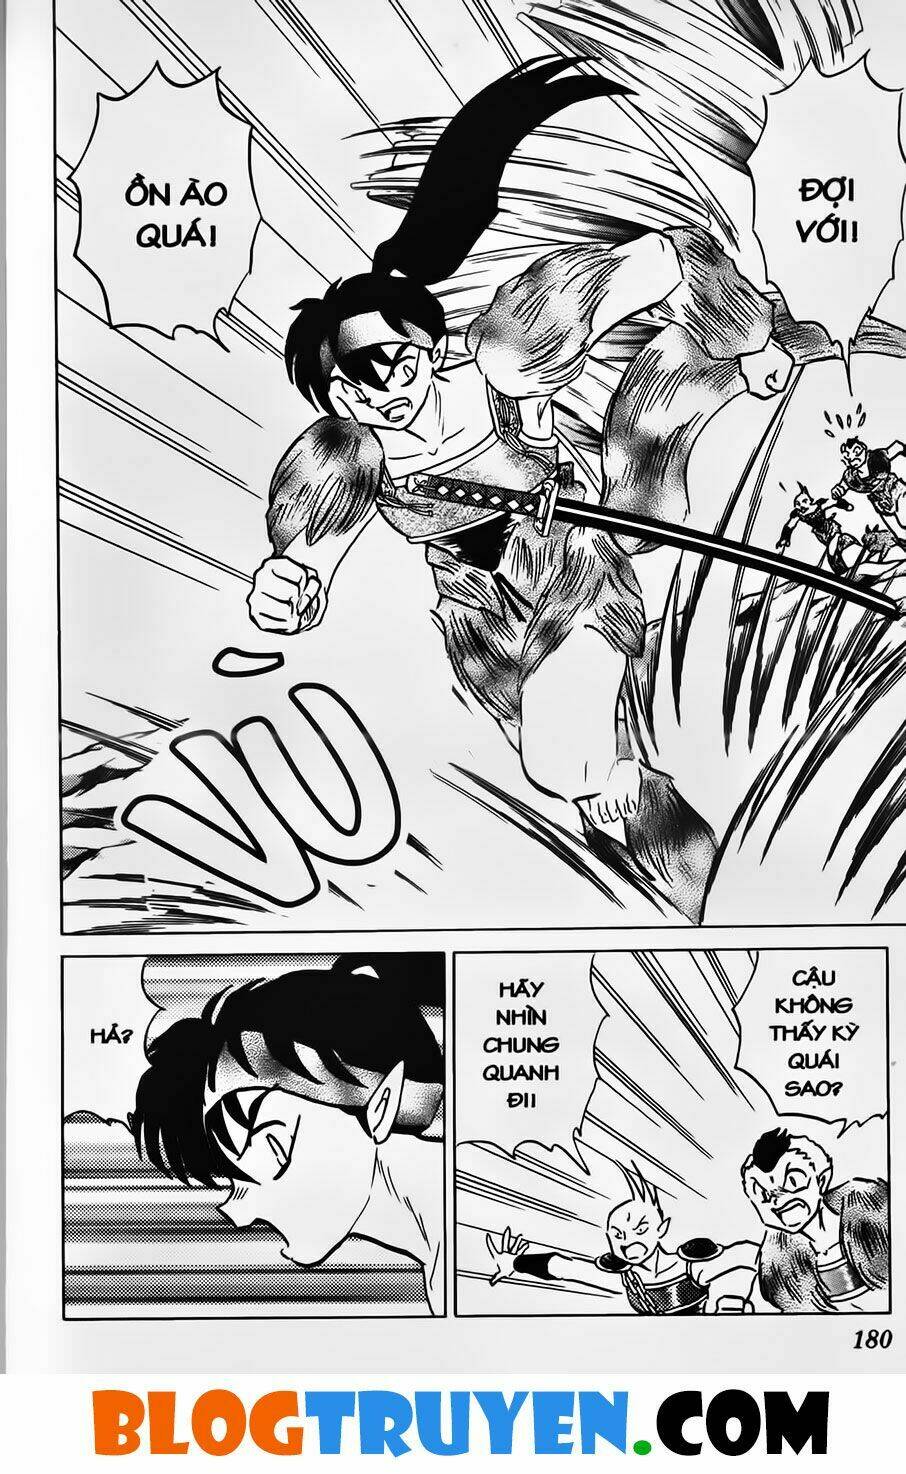 ĐỢI
VỚI!
ỒN ÀO
QUÁ!
VÙ
CẬU
KHÔNG
THẤY KỲ
QUÁI
SAO?
HÃY
NHÌN
CHUNG
QUANH
ĐI!
HẢ?
180
BLOGTRUYEN.COM